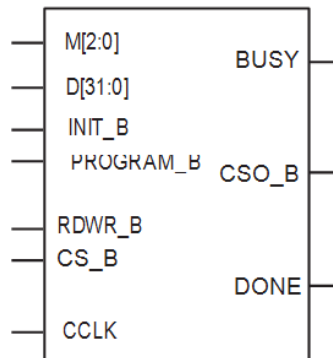 M[2:0]
BUSY
D[31:0]
INIT_B
PROGRAM_B
CSO_B
RDWR_B
CS_B
DONE
CCLK